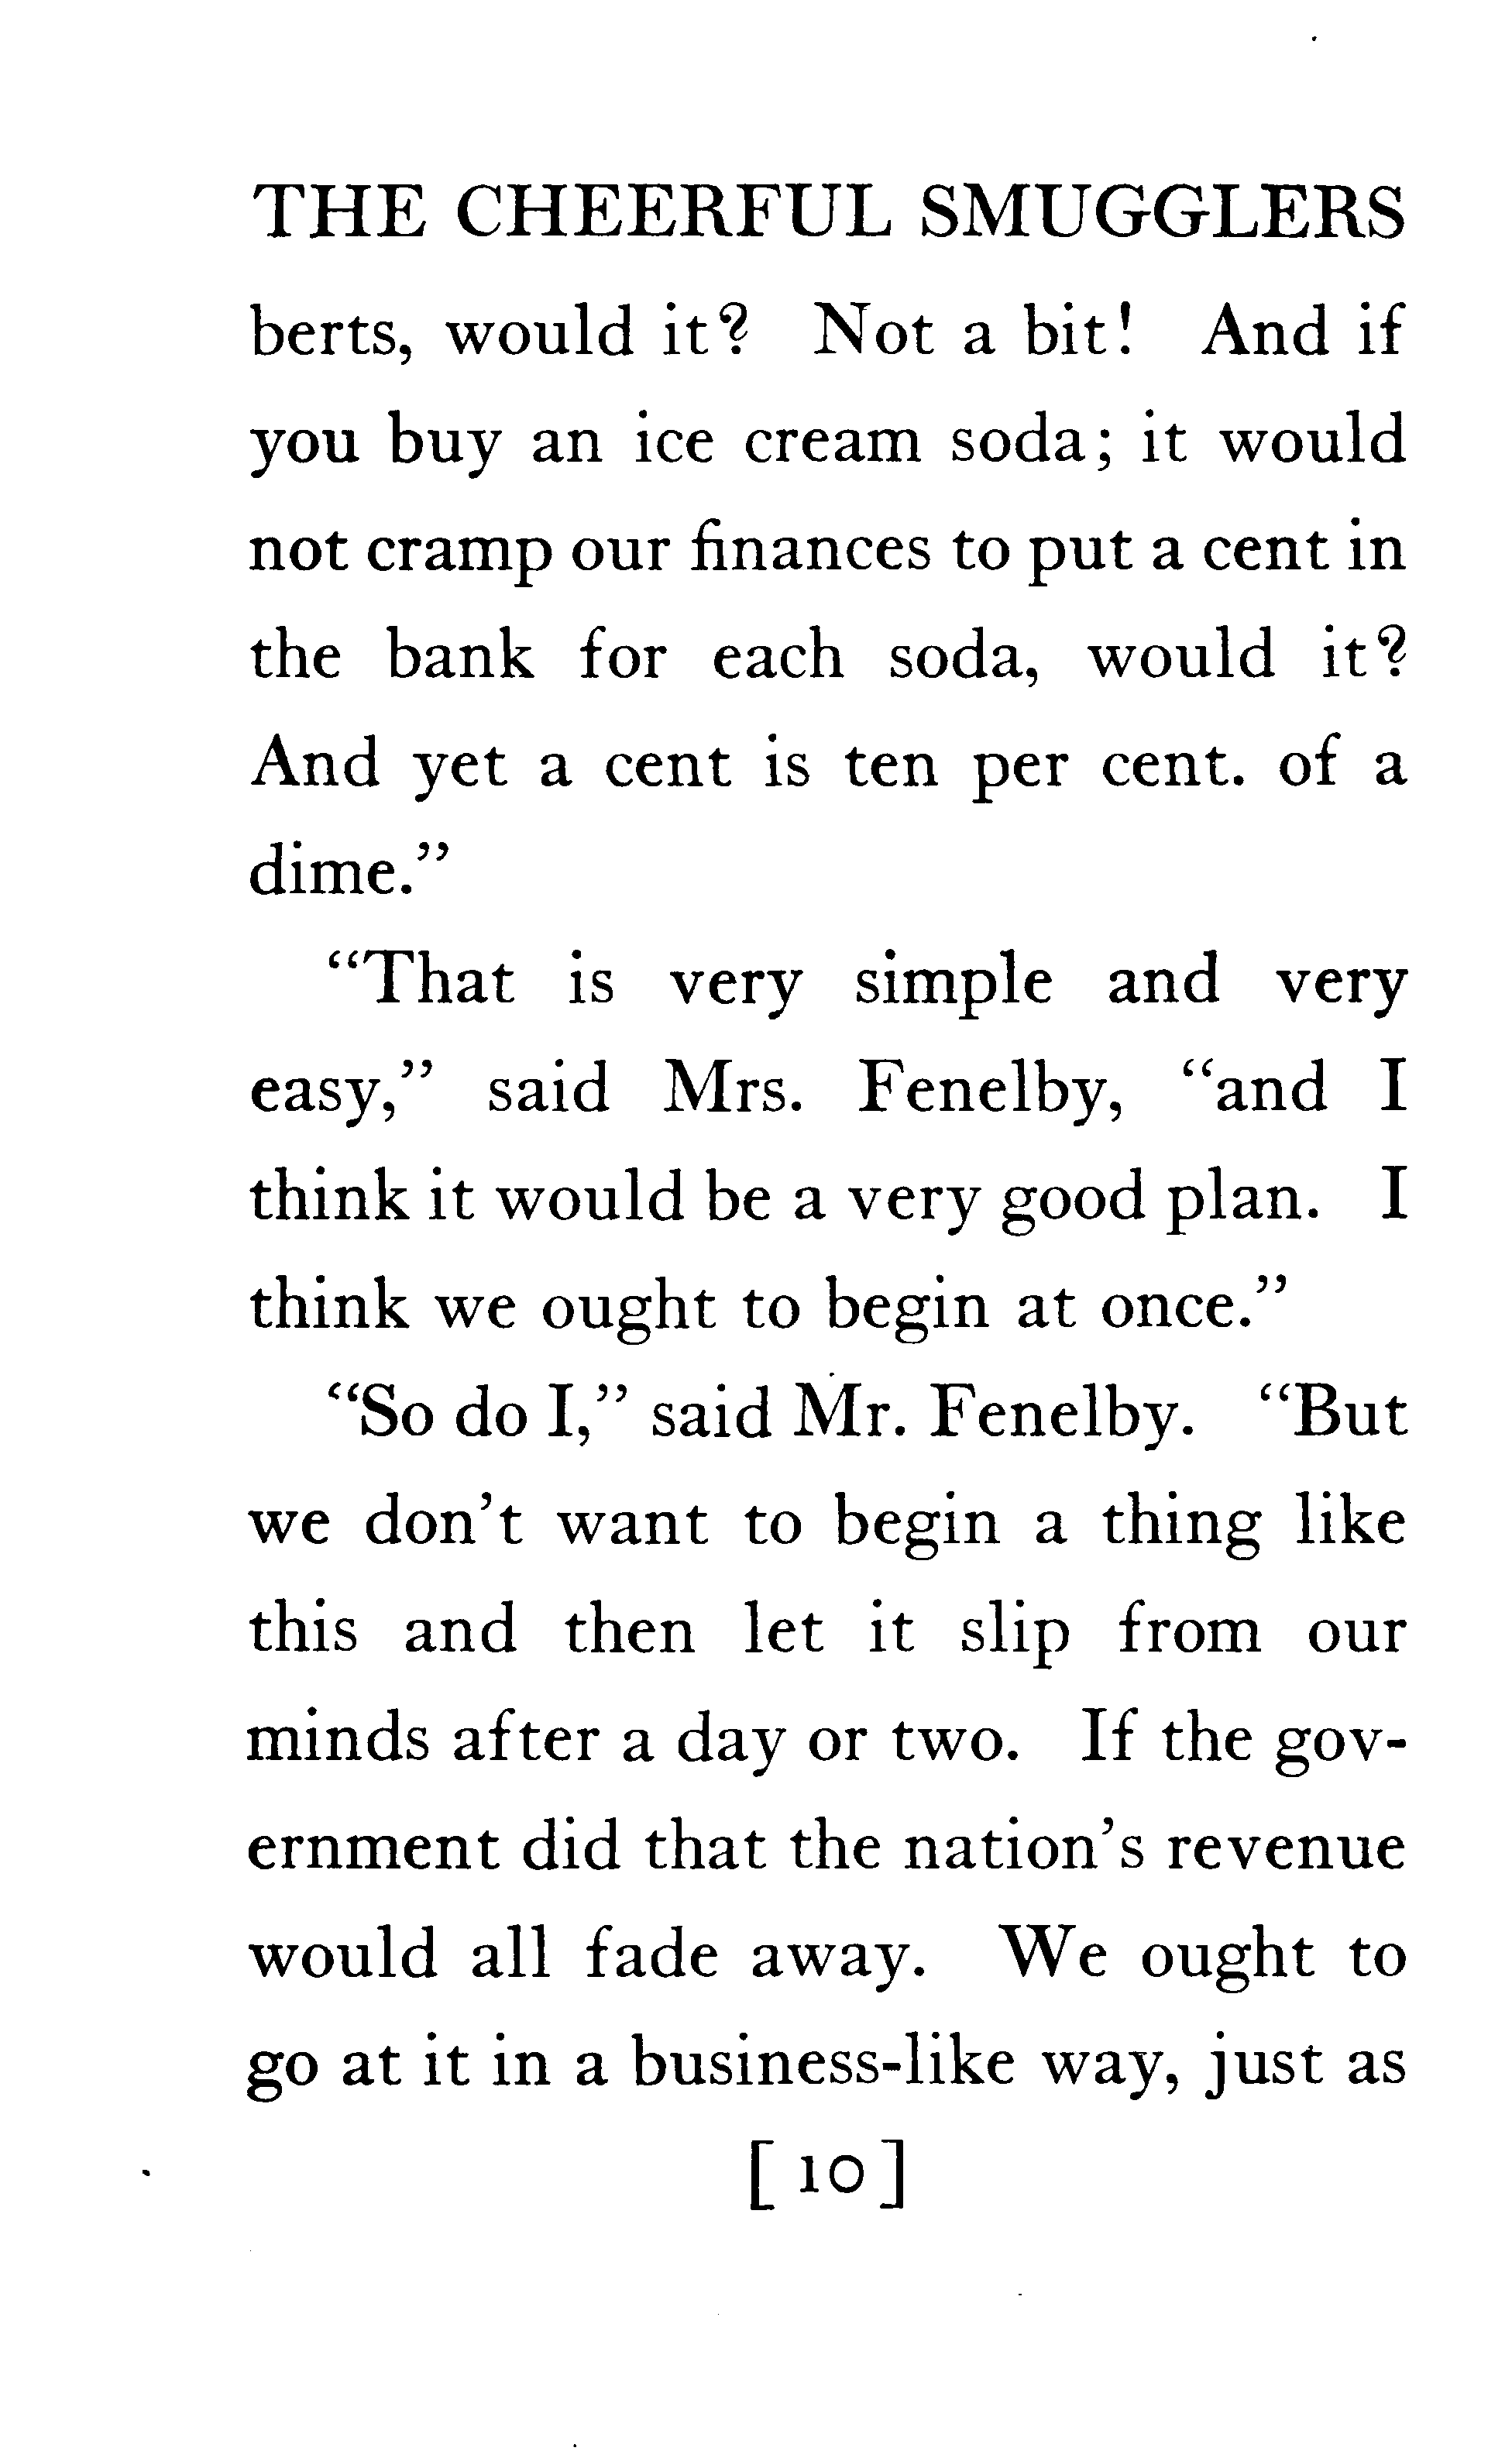 THE CHEERFUL SMUGGLERS
berts, would it? Not a bit! And if
you buy an ice cream soda; it would
not cramp our finances to put a cent in
the bank for each soda, would it?
And yet a cent is ten per cent. of a
dime.”
“That is very simple and very
easy,” said Mrs. Fenelby, “and I
think it would be a very good plan. I
think we ought to begin at once.”
“So do I,” said Mr. Fenelby. “But
we don’t want to begin a thing like
this and then let it slip from our
minds after a day or two. If the gov-
ernment did that the nation’s revenue
would all fade away. We ought to
go at it in a business-like way, just as
[ 10 ]